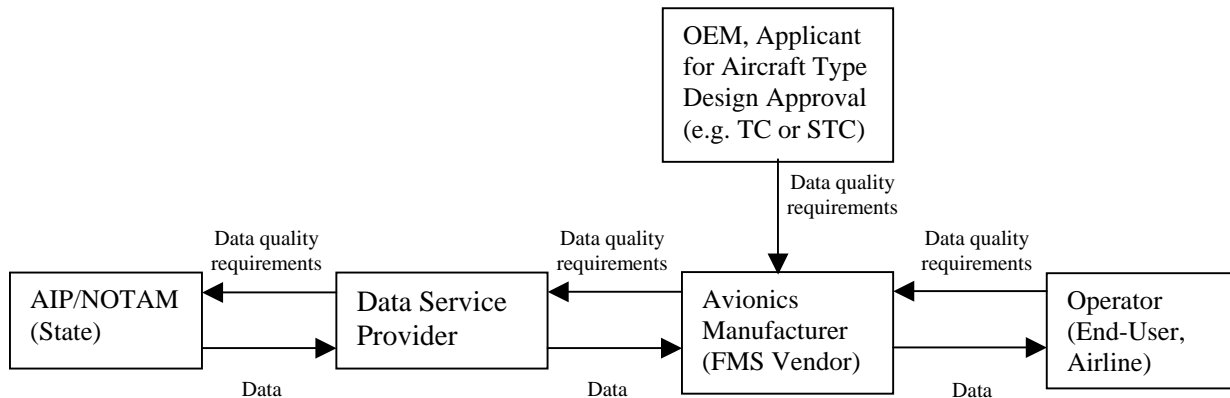 OEM, Applicant
for Aircraft Type
Design Approval
(e.g. TC or STC)
Data quality
requirements
Data quality
requirements
Data quality
requirements
Data quality
requirements
AIP/NOTAM
(State)
Data Service
Provider
Avionics
Manufacturer
(FMS Vendor)
Operator
(End-User,
Airline)
Data
Data
Data